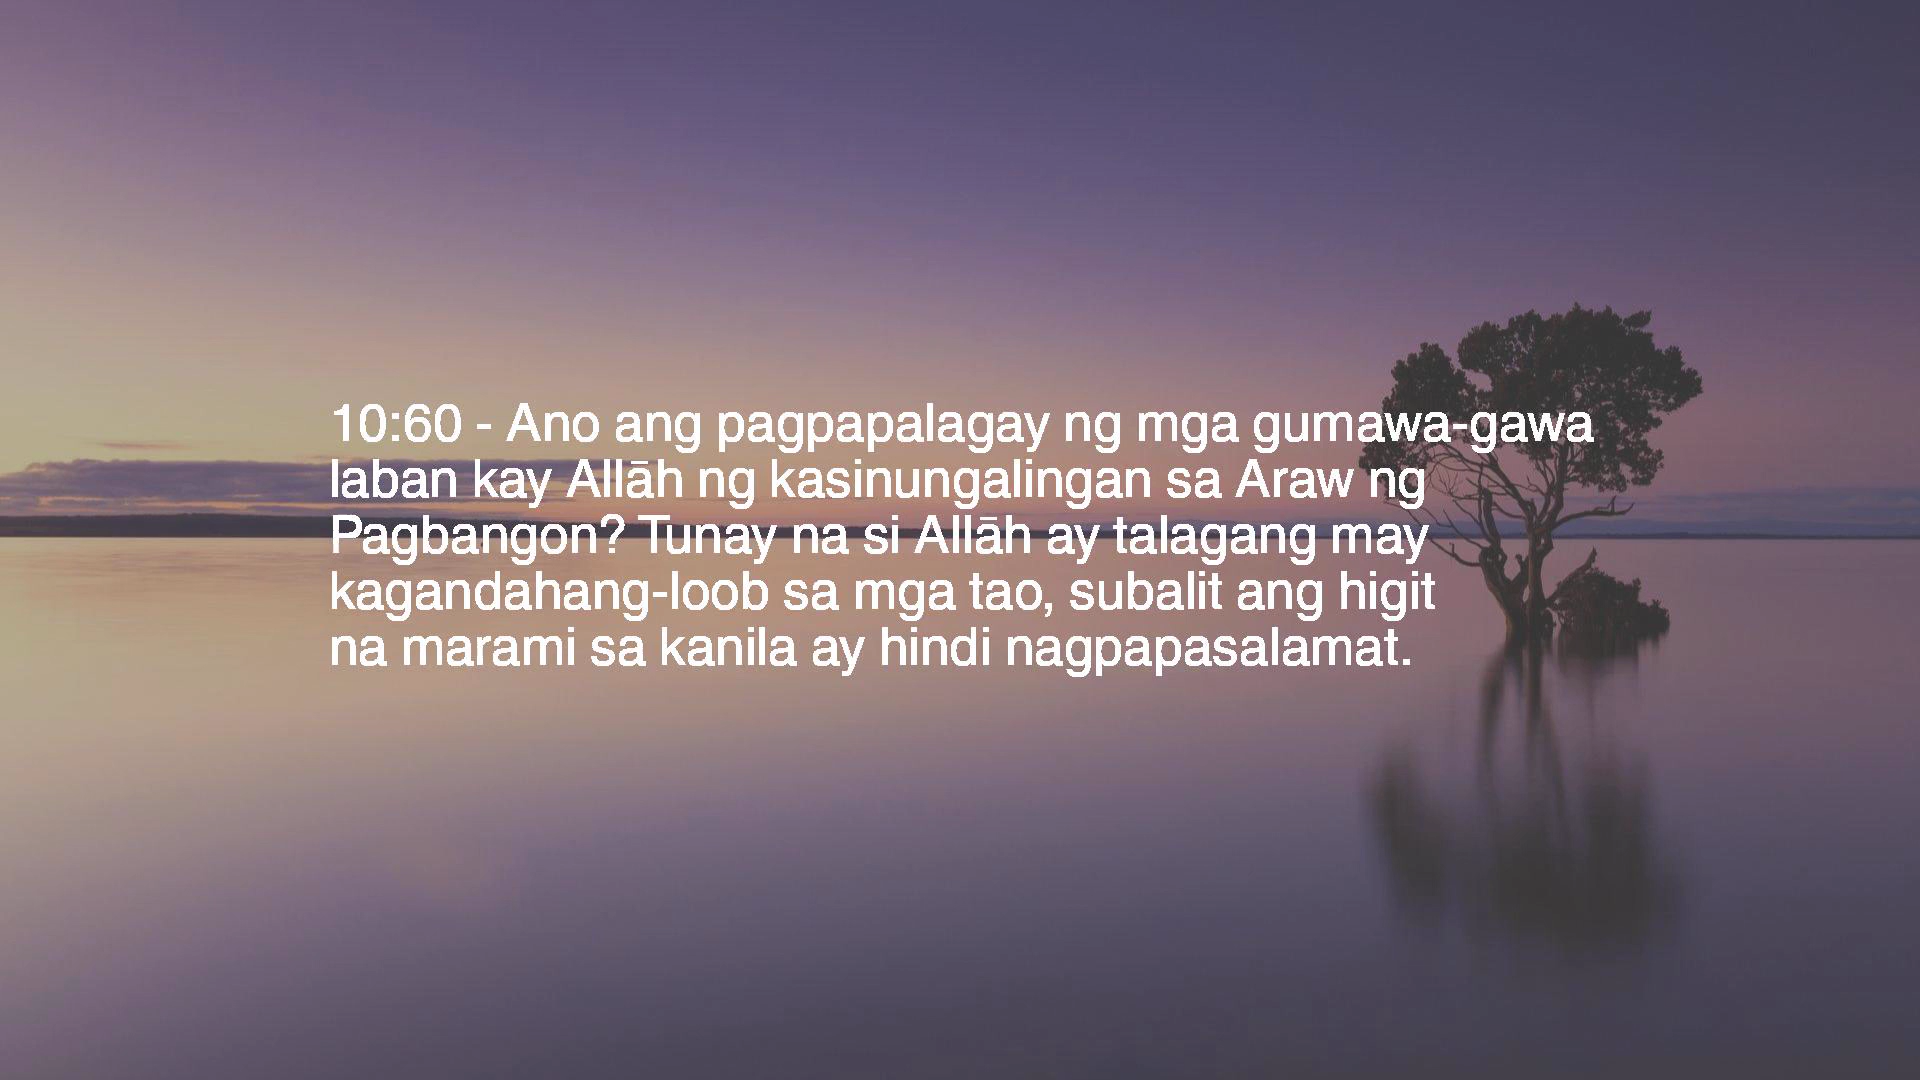 10:60 - Ano ang pagpapalagay ng mga gumawa-gawa
laban kay Allāh ng kasinungalingan sa Araw ng
Pagbangon? Tunay na si Allāh ay talagang may
kagandahang-loob sa mga tao, subalit ang higit
na marami sa kanila ay hindi nagpapasalamat.